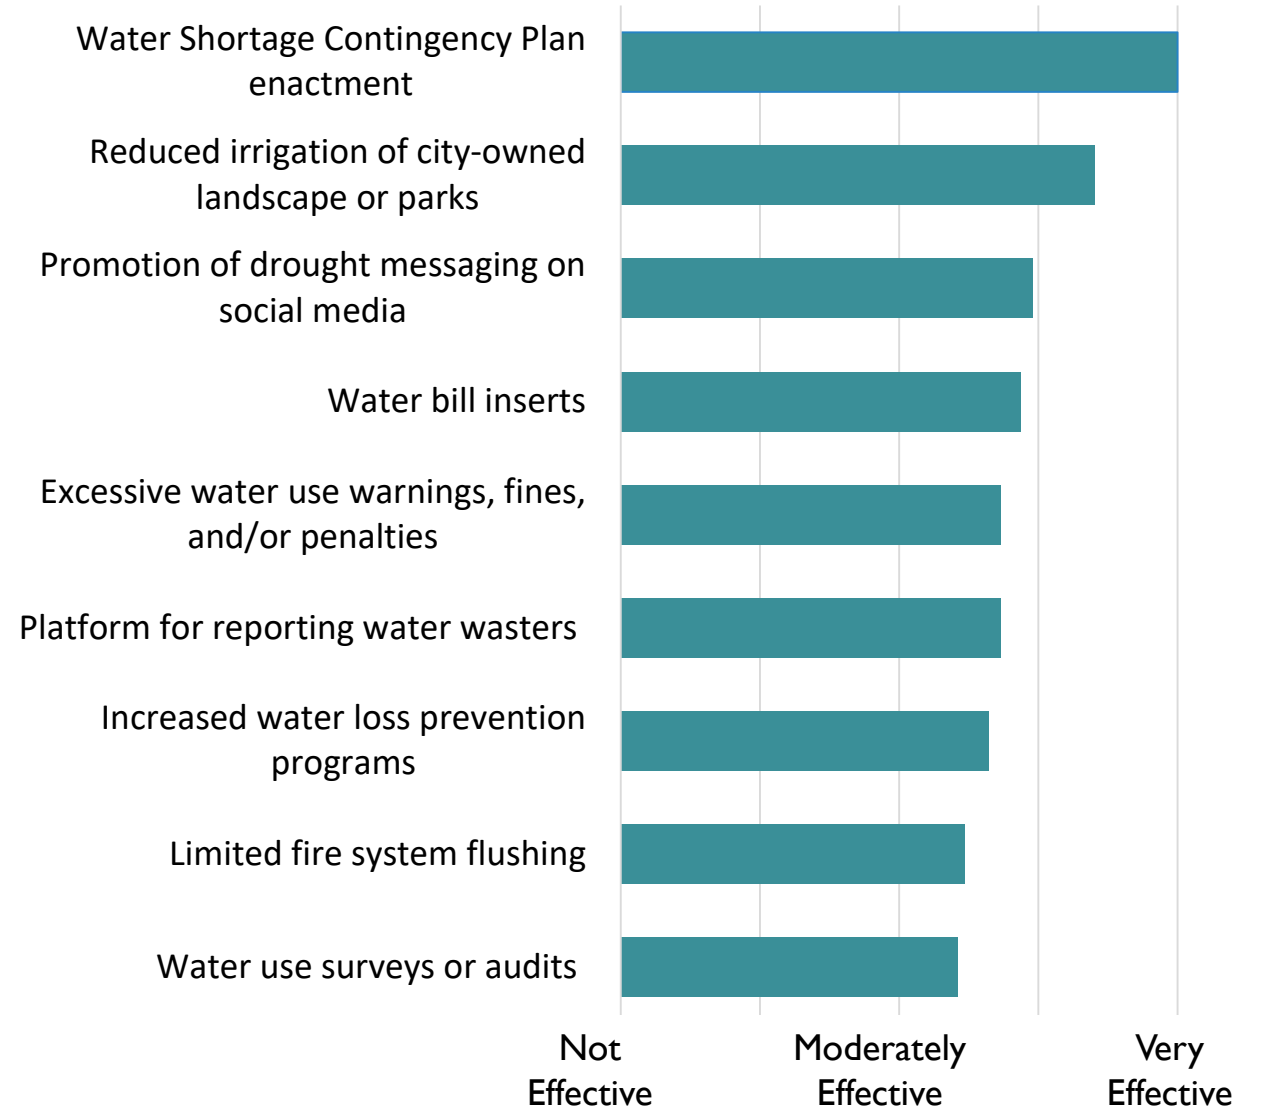 Water Shortage Contingency Plan
enactment
Reduced irrigation of city-owned
landscape or parks
Promotion of drought messaging on
social media
Water bill inserts
Excessive water use warnings, fines,
and/or penalties
Platform for reporting water wasters
Increased water loss prevention
programs
Limited fire system flushing
Water use surveys or audits
Not
Effective
Moderately
Effective
Very
Effective